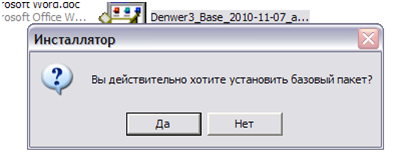 rosoft Word.doc
rosoft Office W...
Denwer3_Base_2010-11-07_a...
Инсталлятор
Вы действительно хотите установить базовый пакет?
Да
Нет